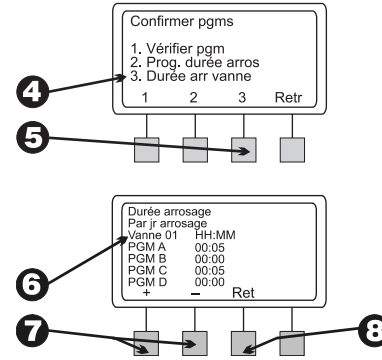 Confirmer pgms
1. Vérifier pgm
2. Prog. durée arros
3. Durée arr vanne
1 2 3 Retr
4
5
Durée arrosage
Par jr arrosage
Vanne 01 HH:MM
PGM A 00:05
PGM B 00:00
PGM C 00:05
PGM D 00:00
+ − Ret
6
7
8